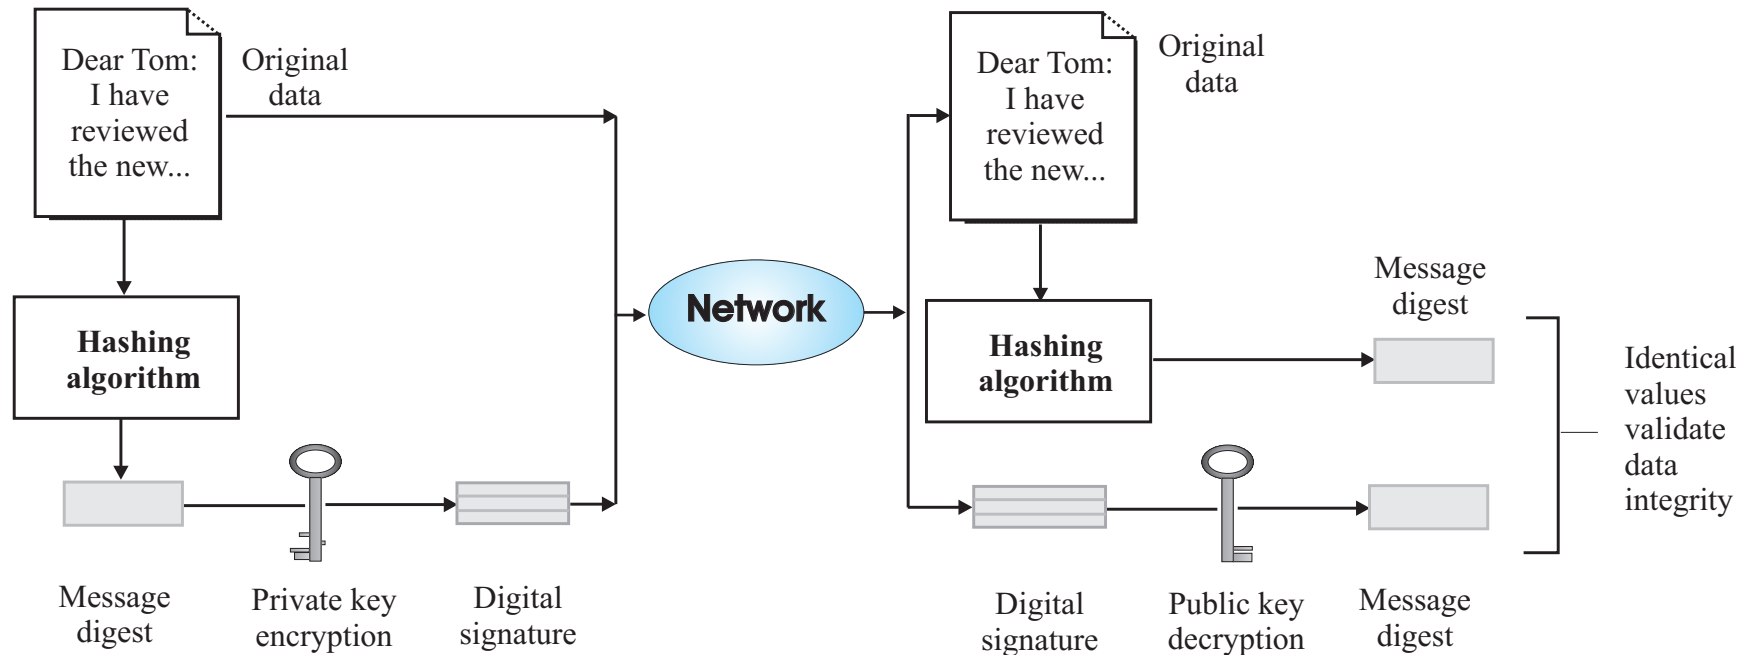 Dear Tom:
I have
reviewed
the new...
Original
data
Hashing
algorithm
Message
digest
Private key
encryption
Digital
signature
Network
Dear Tom:
I have
reviewed
the new...
Original
data
Hashing
algorithm
Message
digest
Digital
signature
Public key
decryption
Message
digest
Identical
values
validate
data
integrity